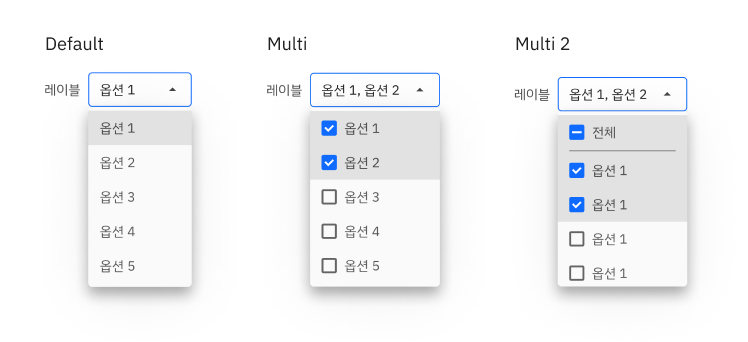 Default
레이블
옵션 1
옵션 1
옵션 2
옵션 3
옵션 4
옵션 5
Multi
레이블
옵션 1, 옵션 2
옵션 1
옵션 2
옵션 3
옵션 4
옵션 5
Multi 2
레이블
옵션 1, 옵션 2
전체
옵션 1
옵션 1
옵션 1
옵션 1